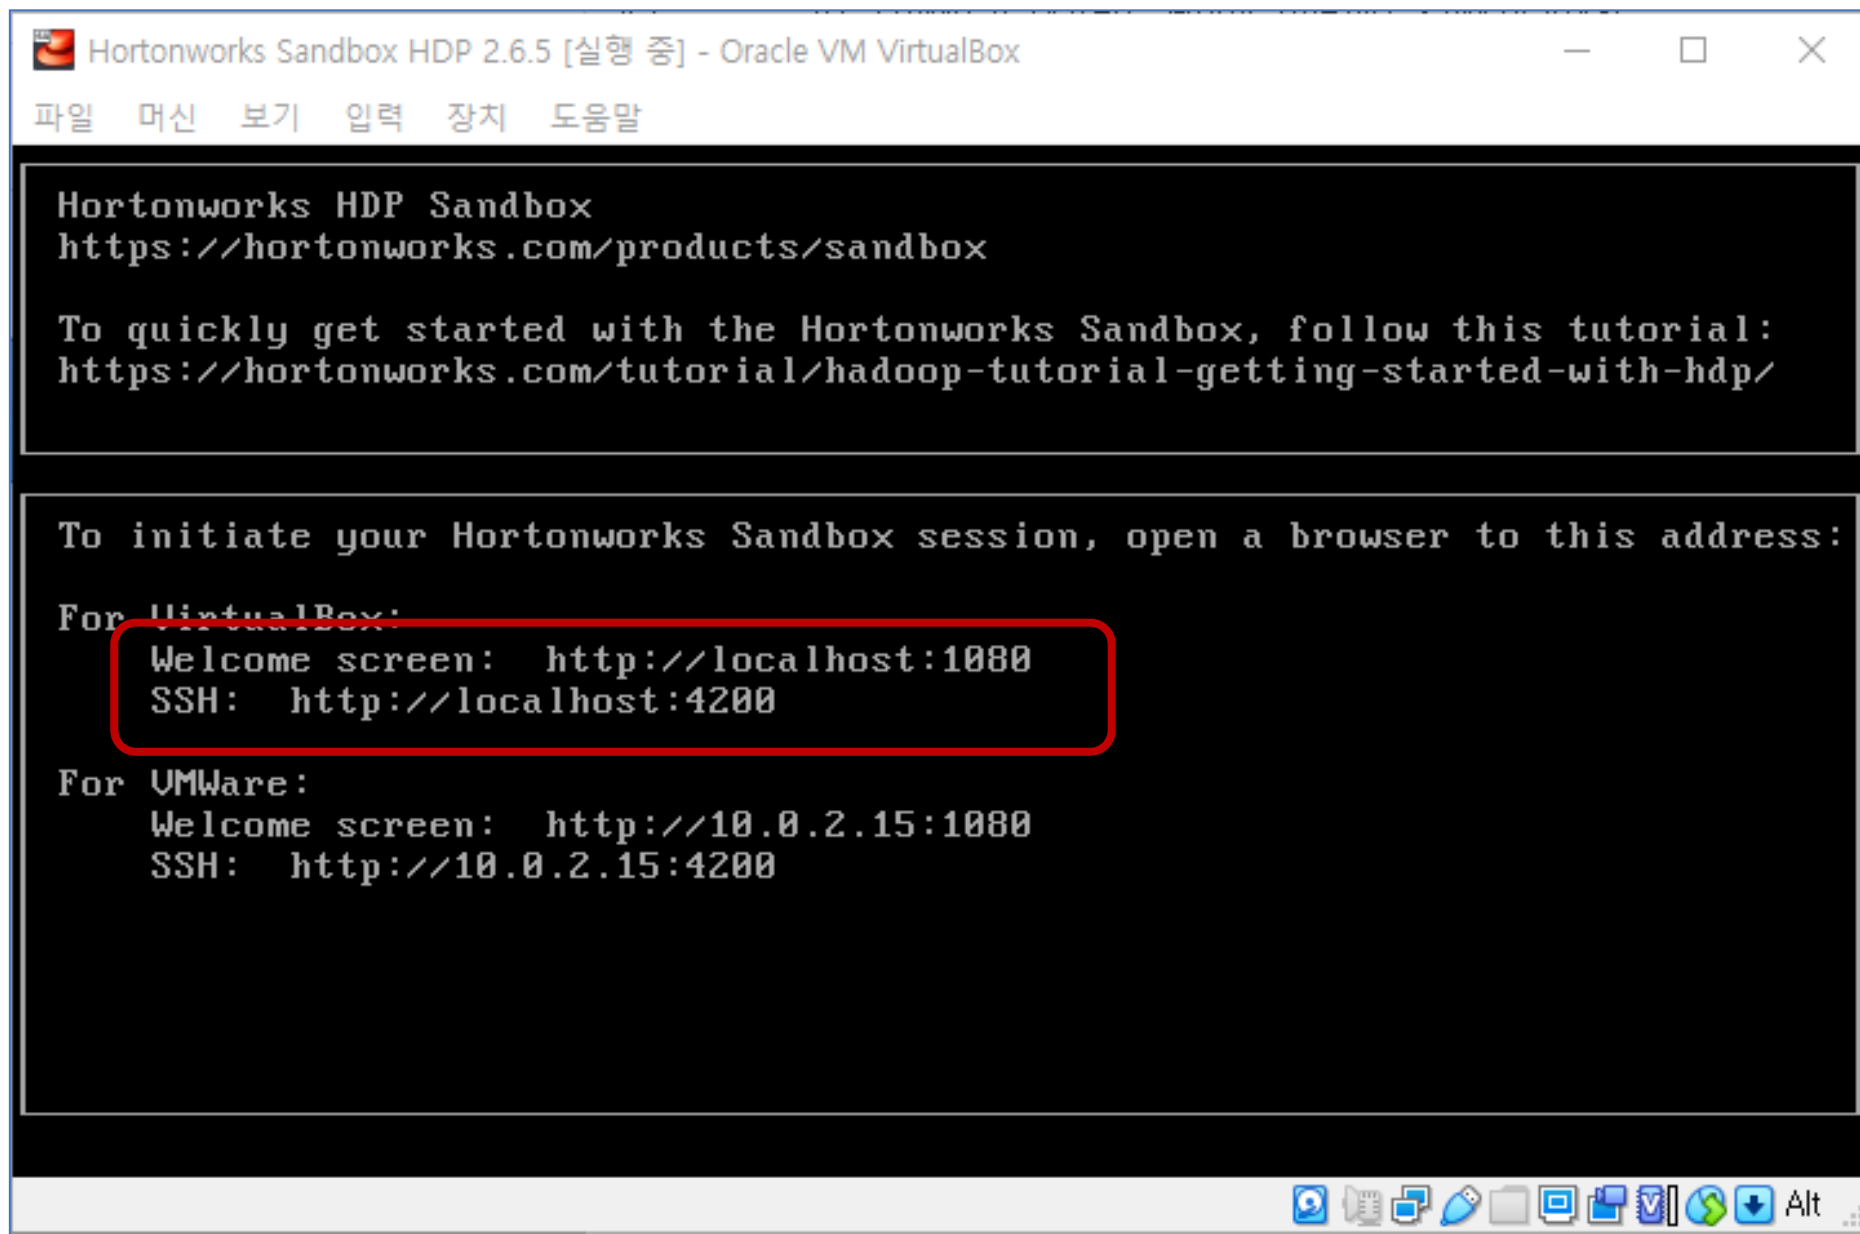 Hortonworks Sandbox HDP 2.6.5 [실행 중] - Oracle VM VirtualBox
파일 머신 보기 입력 장치 도움말
Hortonworks HDP Sandbox
https://hortonworks.com/products/sandbox
To quickly get started with the Hortonworks Sandbox, follow this tutorial:
https://hortonworks.com/tutorial/hadoop-tutorial-getting-started-with-hdp/
To initiate your Hortonworks Sandbox session, open a browser to this address:
For VirtualBox:
Welcome screen: http://localhost:1080
SSH: http://localhost:4200
For VMWare:
Welcome screen: http://10.0.2.15:1080
SSH: http://10.0.2.15:4200
Alt